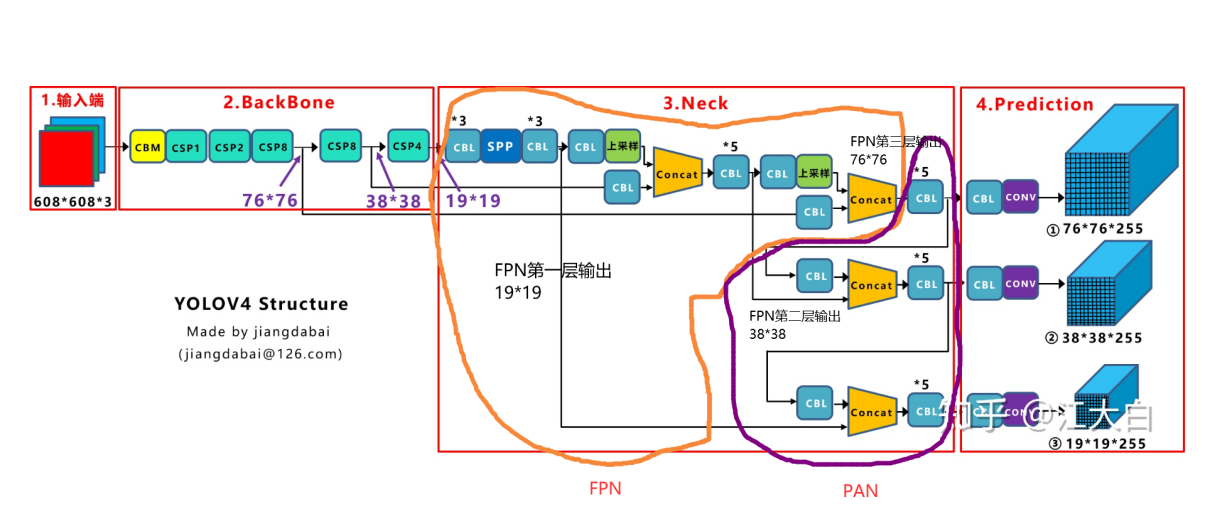 1.输入端
2.BackBone
3.Neck
4.Prediction
*3
*3
CBM
CSP1
CSP2
CSP8
CSP8
CSP4
CBL
SPP
CBL
CBL
上采样
CBL
Concat
*5
CBL
CBL
上采样
CBL
FPN第三层输出
76*76
Concat
*5
CBL
CBL
CONV
608*608*3
76*76
38*38
19*19
①76*76*255
FPN第一层输出
19*19
CBL
Concat
*5
CBL
CBL
CONV
②38*38*255
FPN第二层输出
38*38
YOLOV4 Structure
Made by jiangdabai
(jiangdabai@126.com)
CBL
Concat
*5
CBL
CBL
CONV
知乎 @江大白
③19*19*255
FPN
PAN